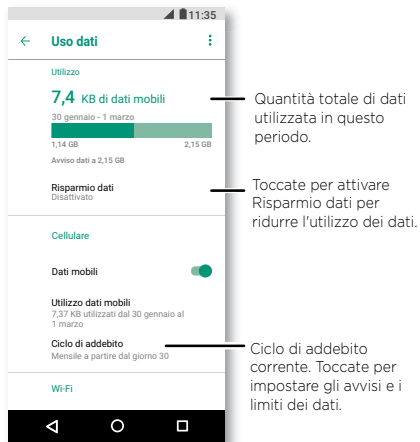 11:35
Uso dati
Utilizzo
7,4 KB di dati mobili
30 gennaio - 1 marzo
1,14 GB
2,15 GB
Avviso dati a 2,15 GB
Risparmio dati
Disattivato
Cellulare
Dati mobili
Utilizzo dati mobili
7,37 KB utilizzati dal 30 gennaio al
1 marzo
Ciclo di addebito
Mensile a partire dal giorno 30
Wi-Fi
Quantità totale di dati
utilizzata in questo
periodo.
Toccate per attivare
Risparmio dati per
ridurre l'utilizzo dei dati.
Ciclo di addebito
corrente. Toccate per
impostare gli avvisi e i
limiti dei dati.